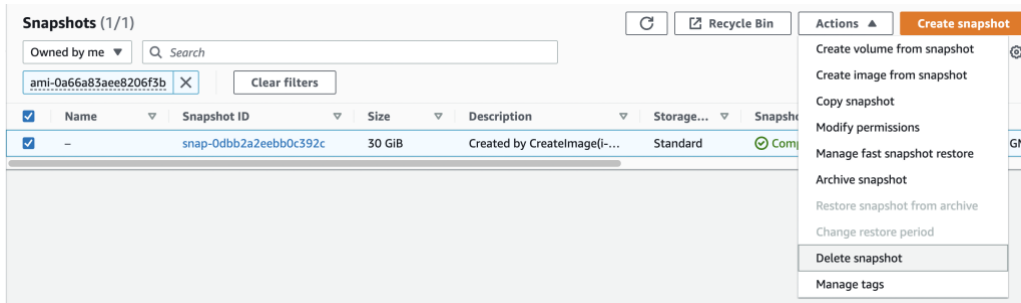 Snapshots (1/1)
Recycle Bin
Actions ▲
Create snapshot
Owned by me ▼
Search
ami-0a66a83aee8206f3b ✕
Clear filters
Name
Snapshot ID
Size
Description
Storage...
–
snap-0dbb2a2eebb0c392c
30 GiB
Created by CreateImage(i-...
Standard
Create volume from snapshot
Create image from snapshot
Copy snapshot
Modify permissions
Manage fast snapshot restore
Archive snapshot
Restore snapshot from archive
Change restore period
Delete snapshot
Manage tags